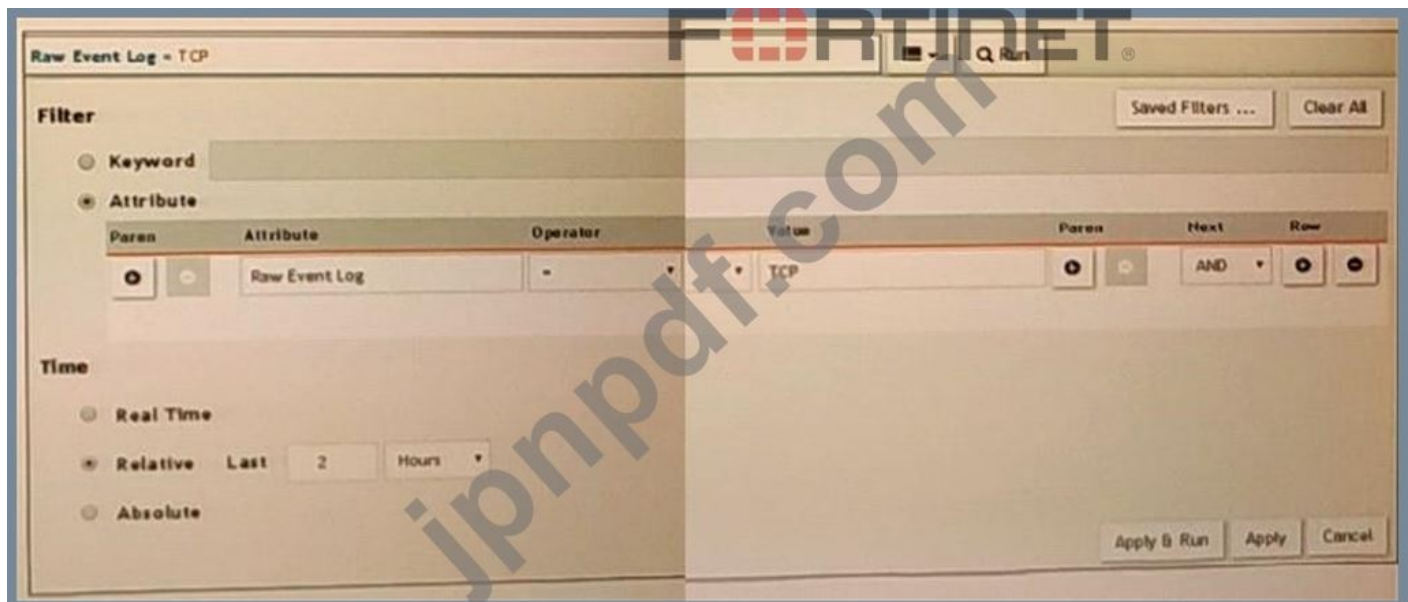 FORTINET®
Raw Event Log = TCP
Run
Filter
Saved Filters ...
Clear All
Keyword
Attribute
Paren Attribute Operator Value Paren Next Row
Raw Event Log = TCP AND
Time
Real Time
Relative Last 2 Hours
Absolute
Apply & Run Apply Cancel
jpnpdf.com